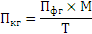 Пкг = (Пфг × М) / Т